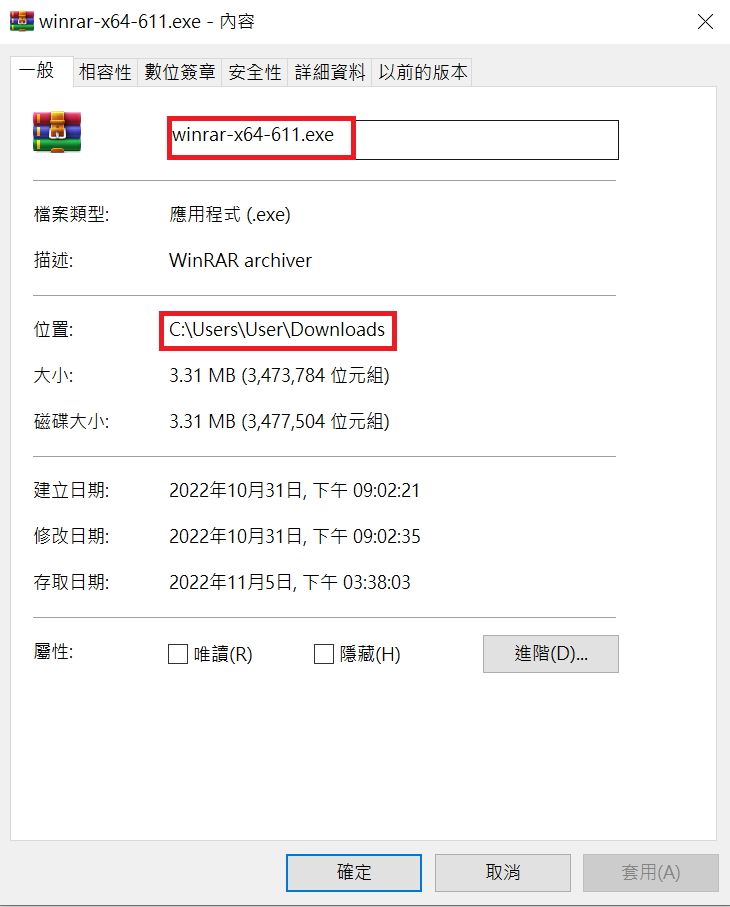 winrar-x64-611.exe - 內容
一般 相容性 數位簽章 安全性 詳細資料 以前的版本
winrar-x64-611.exe
檔案類型: 應用程式 (.exe)
描述: WinRAR archiver
位置: C:\Users\User\Downloads
大小: 3.31 MB (3,473,784 位元組)
磁碟大小: 3.31 MB (3,477,504 位元組)
建立日期: 2022年10月31日, 下午 09:02:21
修改日期: 2022年10月31日, 下午 09:02:35
存取日期: 2022年11月5日, 下午 03:38:03
屬性: 唯讀(R) 隱藏(H) 進階(D)...
確定 取消 套用(A)